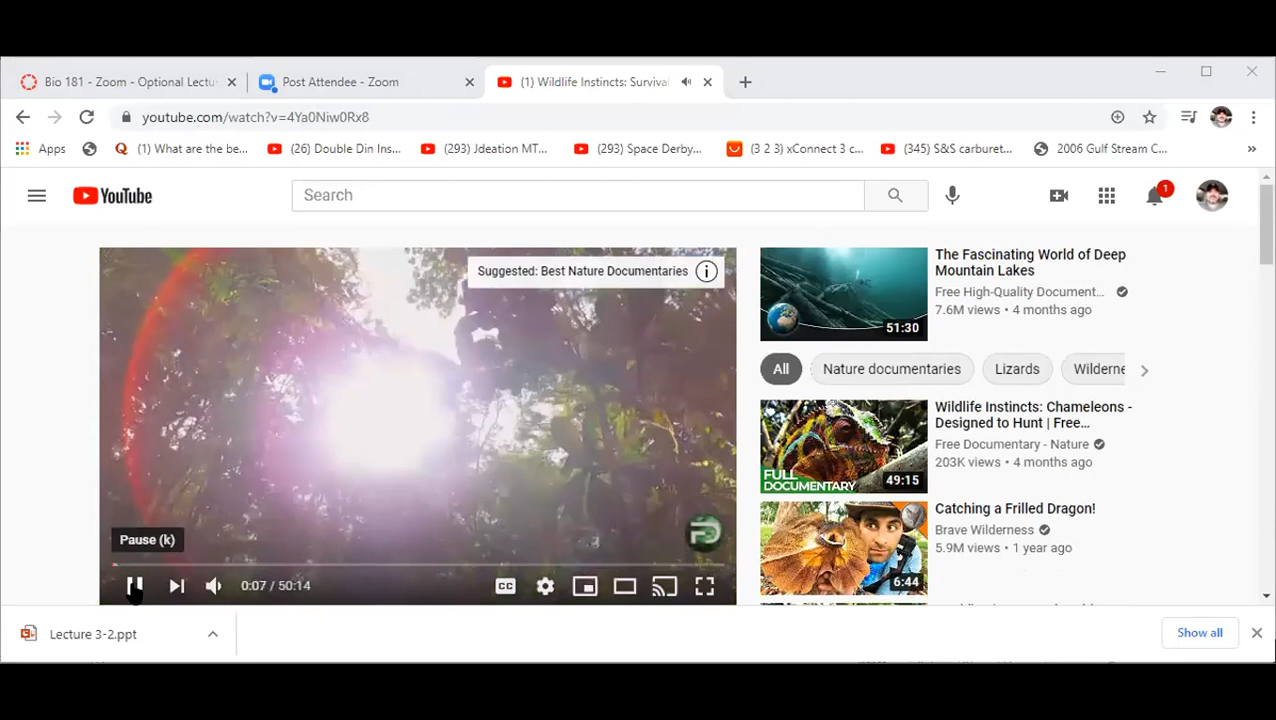 Bio 181 - Zoom - Optional Lectu
Post Attendee - Zoom
(1) Wildlife Instincts: Surviva
youtube.com/watch?v=4Ya0Niw0Rx8
Apps
(1) What are the be...
(26) Double Din Ins...
(293) Jdeation MT...
(293) Space Derby...
(3 2 3) xConnect 3 c...
(345) S&S carburet...
2006 Gulf Stream C...
YouTube
Search
1
Suggested: Best Nature Documentaries
Pause (k)
0:07 / 50:14
CC
The Fascinating World of Deep
Mountain Lakes
Free High-Quality Document...
7.6M views • 4 months ago
51:30
All
Nature documentaries
Lizards
Wilderne
Wildlife Instincts: Chameleons -
Designed to Hunt | Free...
Free Documentary - Nature
203K views • 4 months ago
FULL
DOCUMENTARY
49:15
Catching a Frilled Dragon!
Brave Wilderness
5.9M views • 1 year ago
6:44
Lecture 3-2.ppt
Show all